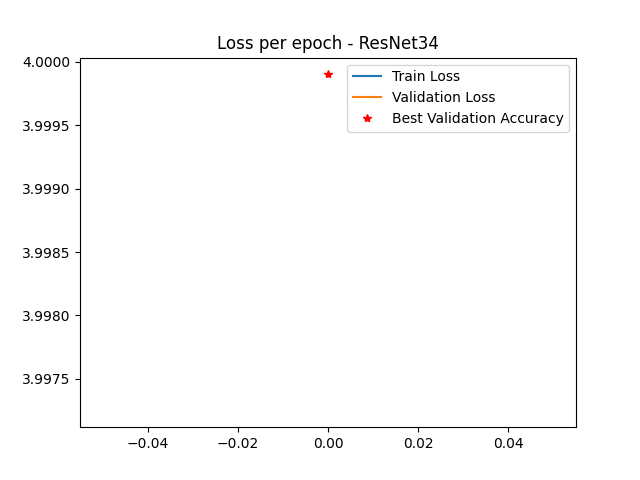 Loss per epoch - ResNet34
4.0000
3.9995
3.9990
3.9985
3.9980
3.9975
Train Loss
Validation Loss
Best Validation Accuracy
−0.04
−0.02
0.00
0.02
0.04